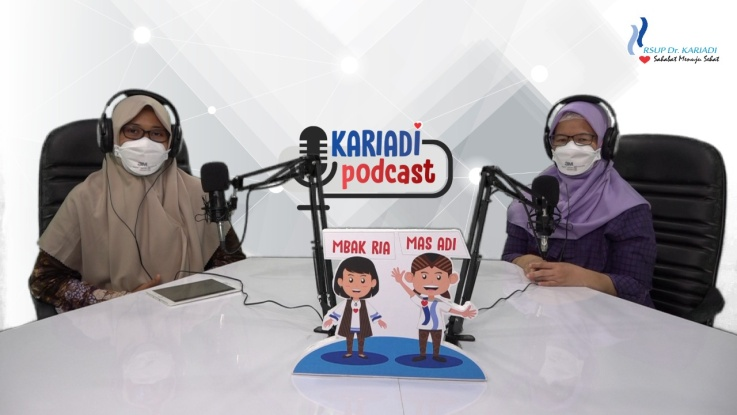 RSUP Dr. KARIADI
Sahabat Menuju Sehat
KARIADI
podcast
MBAK RIA
MAS ADI